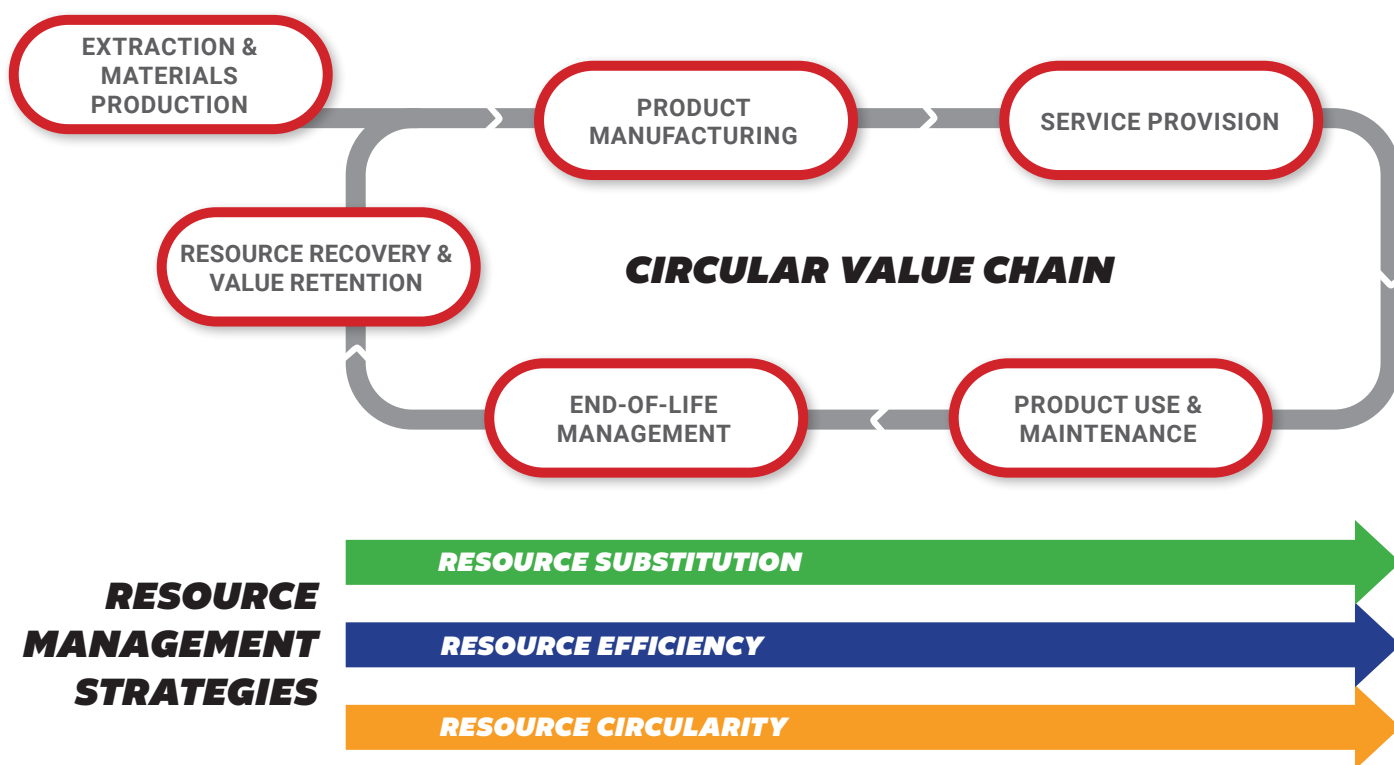 EXTRACTION &
MATERIALS
PRODUCTION
PRODUCT
MANUFACTURING
SERVICE PROVISION
RESOURCE RECOVERY &
VALUE RETENTION
CIRCULAR VALUE CHAIN
END-OF-LIFE
MANAGEMENT
PRODUCT USE &
MAINTENANCE
RESOURCE
MANAGEMENT
STRATEGIES
RESOURCE SUBSTITUTION
RESOURCE EFFICIENCY
RESOURCE CIRCULARITY